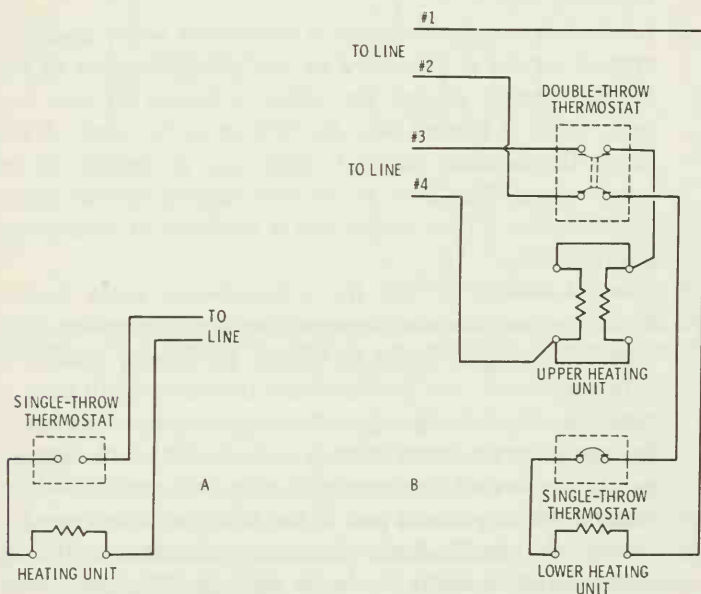 #1
TO LINE
#2
DOUBLE-THROW
THERMOSTAT
#3
TO LINE
#4
UPPER HEATING
UNIT
TO
LINE
SINGLE-THROW
THERMOSTAT
A
B
SINGLE-THROW
THERMOSTAT
HEATING UNIT
LOWER HEATING
UNIT